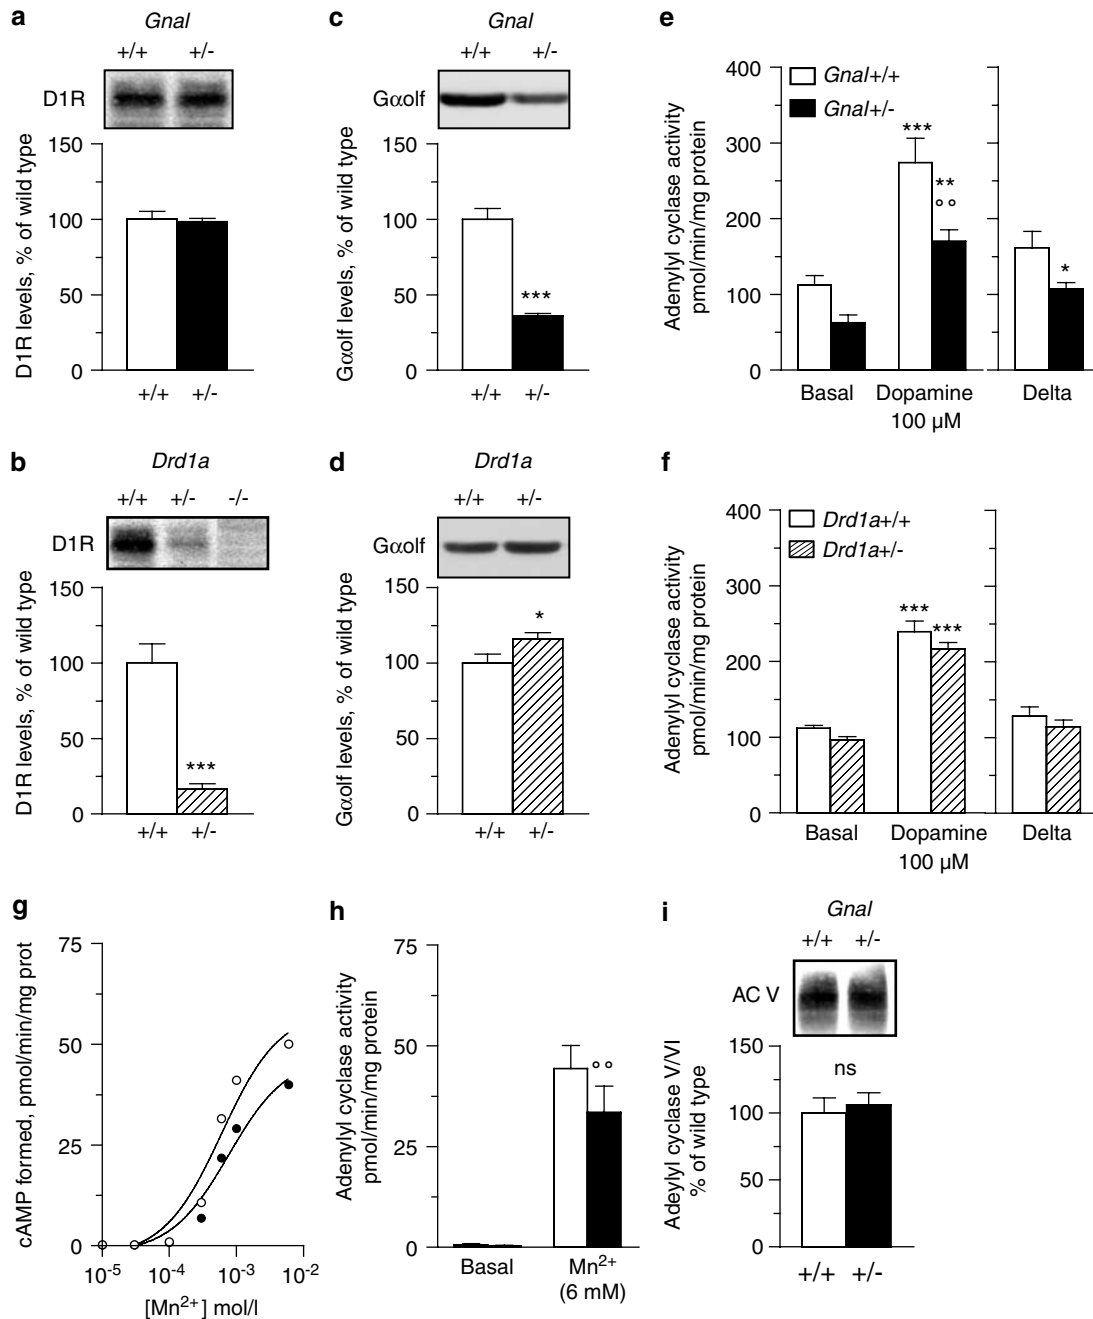 a
Gnal
+/+ +/-
D1R
D1R levels, % of wild type
150
100
50
0
+/+ +/-
c
Gnal
+/+ +/-
Gαolf
Gαolf levels, % of wild type
150
100
50
0
***
+/+ +/-
e
Adenylyl cyclase activity
pmol/min/mg protein
400
300
200
100
0
Gnal+/+
Gnal+/-
***
**
°°
*
Basal Dopamine Delta
100 µM
b
Drd1a
+/+ +/- -/-
D1R
D1R levels, % of wild type
150
100
50
0
***
+/+ +/-
d
Drd1a
+/+ +/-
Gαolf
Gαolf levels, % of wild type
150
100
50
0
*
+/+ +/-
f
Adenylyl cyclase activity
pmol/min/mg protein
400
300
200
100
0
Drd1a+/+
Drd1a+/-
***
***
Basal Dopamine Delta
100 µM
g
cAMP formed, pmol/min/mg prot
75
50
25
0
10⁻⁵ 10⁻⁴ 10⁻³ 10⁻²
[Mn²⁺] mol/l
h
Adenylyl cyclase activity
pmol/min/mg protein
75
50
25
0
°°
Basal Mn²⁺
(6 mM)
i
Gnal
+/+ +/-
AC V
Adeylyl cyclase V/VI
% of wild type
150
100
50
0
ns
+/+ +/-